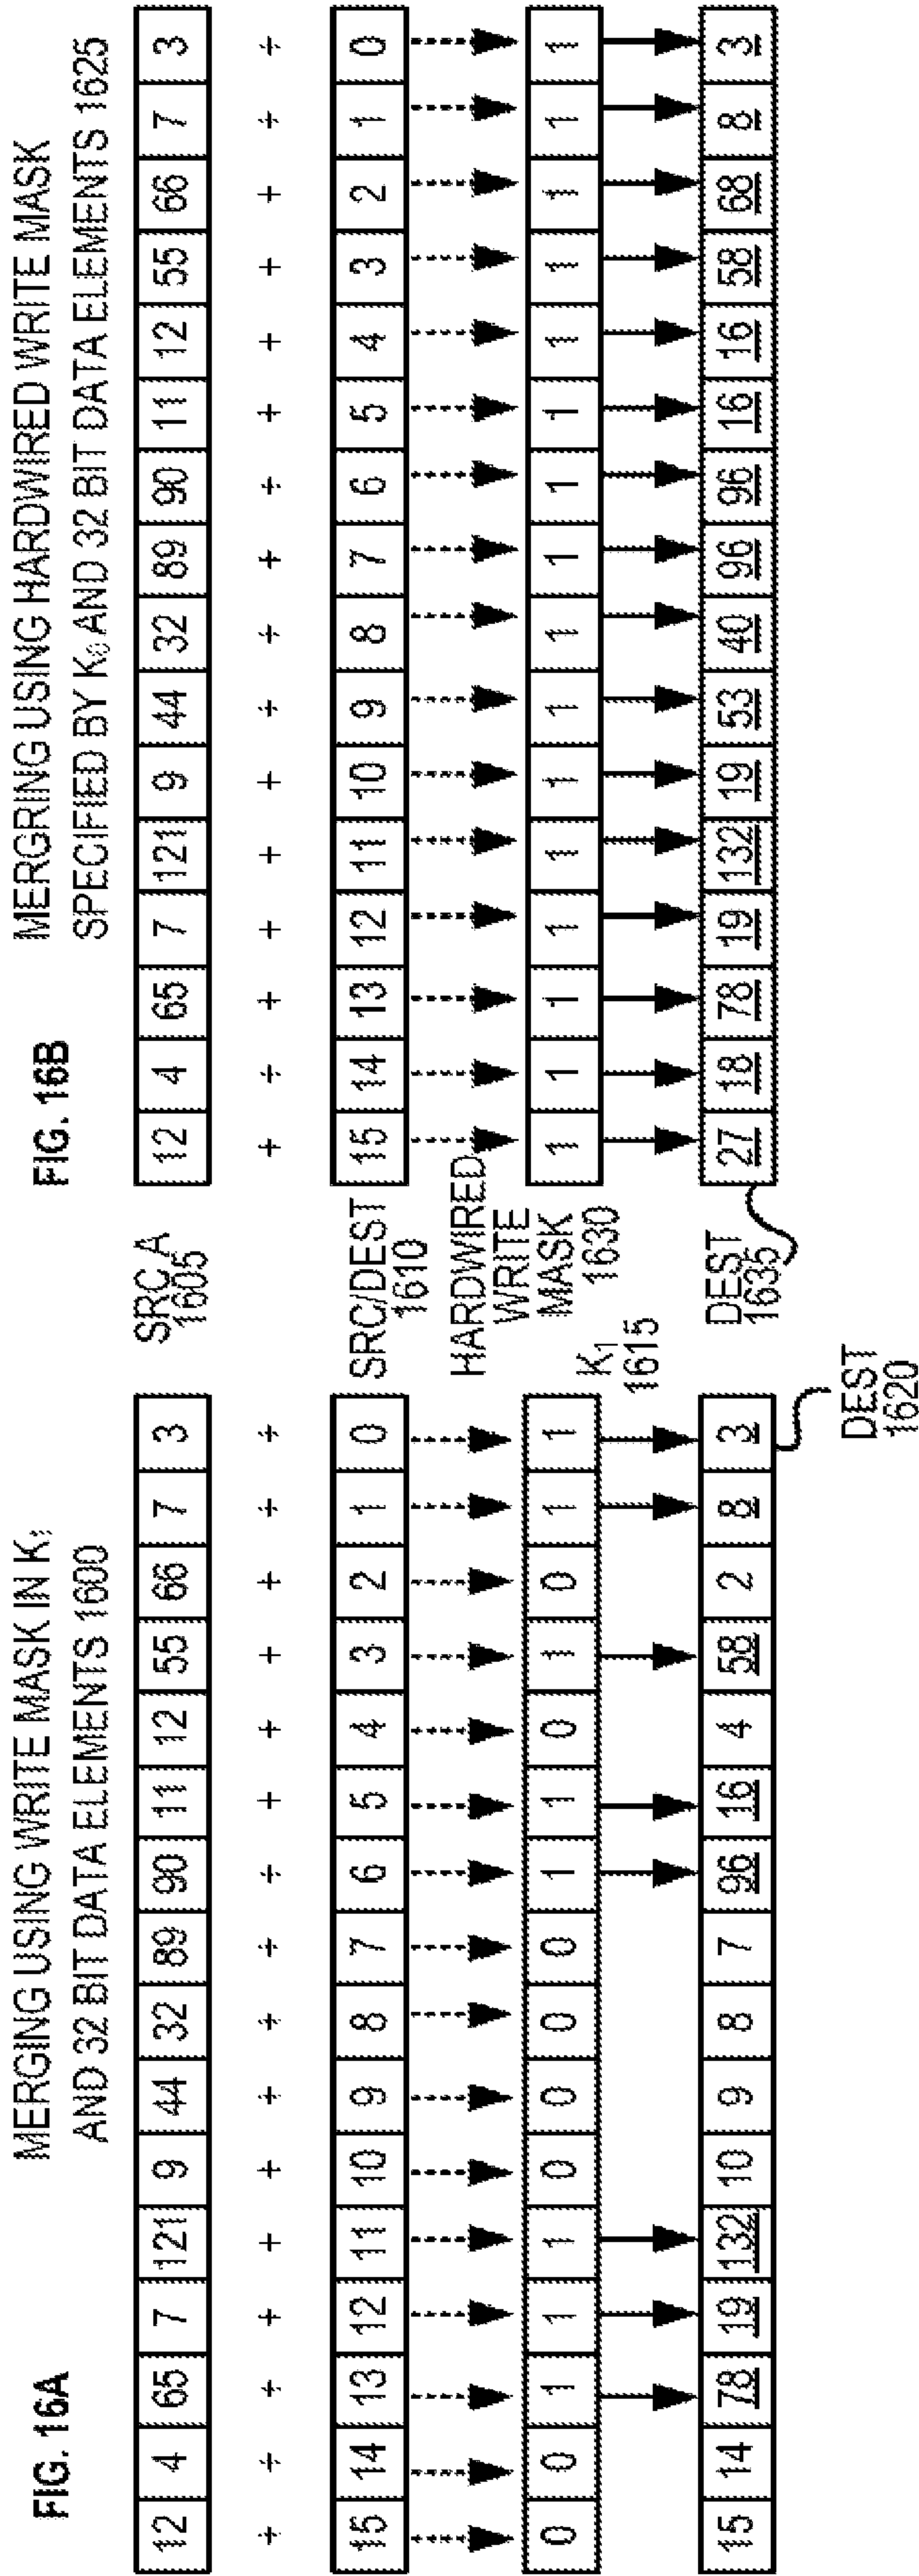 FIG. 16A
MERGING USING WRITE MASK IN K1
AND 32 BIT DATA ELEMENTS 1600
12 4 65 7 121 9 44 32 89 90 11 12 55 66 7 3
SRC A
1605
+ + + + + + + + + + + + + + + +
15 14 13 12 11 10 9 8 7 6 5 4 3 2 1 0
SRC/DEST
1610
0 0 1 1 1 0 0 0 0 1 1 0 1 0 1 1
K1
1615
15 14 78 19 132 10 9 8 7 96 16 4 58 2 8 3
DEST
1620
FIG. 16B
MERGRING USING HARDWIRED WRITE MASK
SPECIFIED BY K0 AND 32 BIT DATA ELEMENTS 1625
12 4 65 7 121 9 44 32 89 90 11 12 55 66 7 3
+ + + + + + + + + + + + + + + +
15 14 13 12 11 10 9 8 7 6 5 4 3 2 1 0
HARDWIRED
WRITE
MASK
1630
1 1 1 1 1 1 1 1 1 1 1 1 1 1 1 1
DEST
1635
27 18 78 19 132 19 53 40 96 96 16 16 58 68 8 3